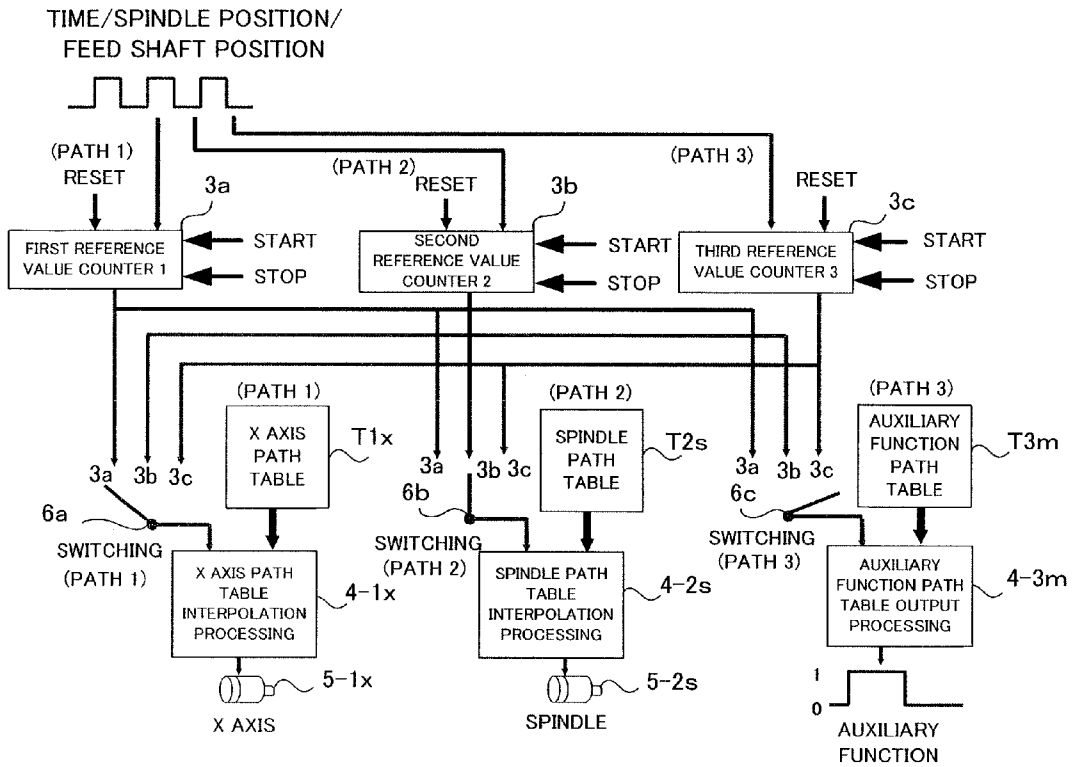 TIME/SPINDLE POSITION/
FEED SHAFT POSITION
(PATH 1)
RESET
3a
(PATH 2)
RESET
3b
(PATH 3)
RESET
3c
FIRST REFERENCE
VALUE COUNTER 1
START
STOP
SECOND
REFERENCE VALUE
COUNTER 2
START
STOP
THIRD REFERENCE
VALUE COUNTER 3
START
STOP
(PATH 1)
X AXIS
PATH
TABLE
T1x
(PATH 2)
SPINDLE
PATH
TABLE
T2s
(PATH 3)
AUXILIARY
FUNCTION
PATH
TABLE
T3m
3a 3b 3c
6a
SWITCHING
(PATH 1)
3a 3b 3c
6b
SWITCHING
(PATH 2)
3a 3b 3c
6c
SWITCHING
(PATH 3)
X AXIS PATH
TABLE
INTERPOLATION
PROCESSING
4-1x
SPINDLE PATH
TABLE
INTERPOLATION
PROCESSING
4-2s
AUXILIARY
FUNCTION PATH
TABLE OUTPUT
PROCESSING
4-3m
5-1x
X AXIS
5-2s
SPINDLE
1
0
AUXILIARY
FUNCTION